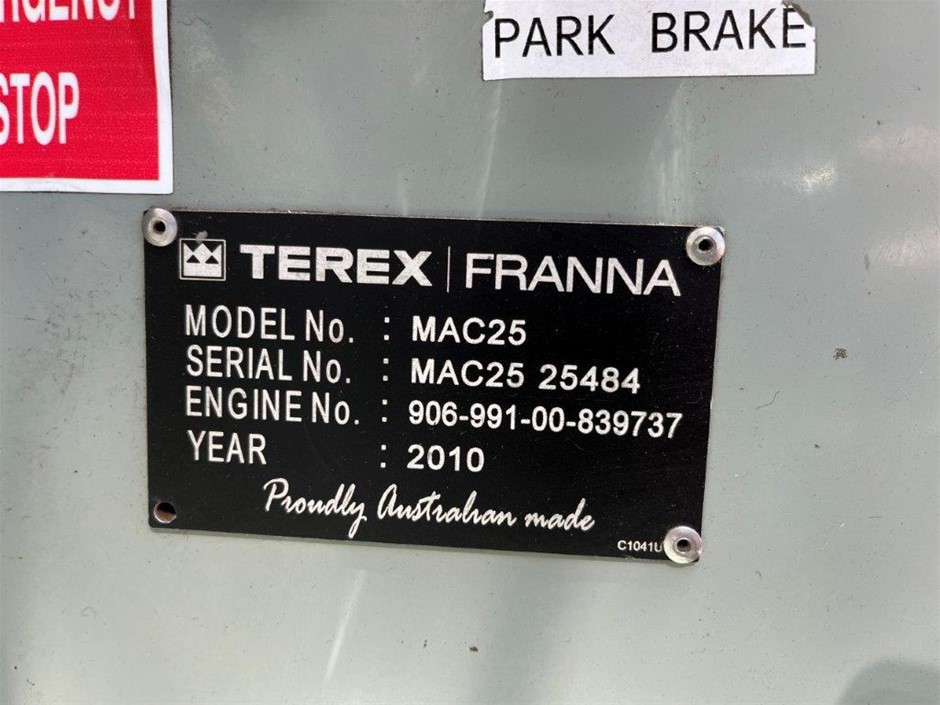 STOP
PARK BRAKE
TEREX | FRANNA
MODEL No. : MAC25
SERIAL No. : MAC25 25484
ENGINE No. : 906-991-00-839737
YEAR : 2010
Proudly Australian made
C1041U